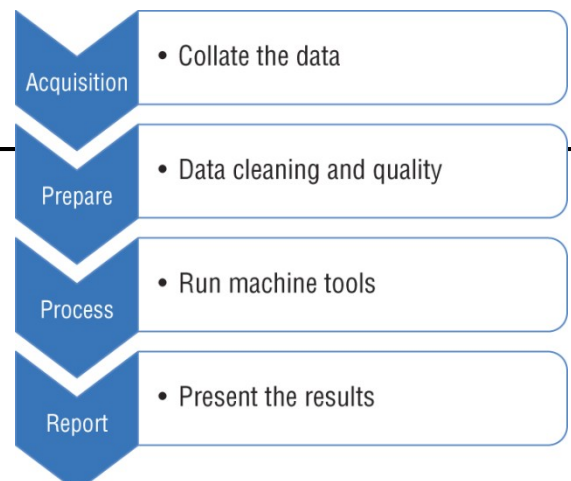 Acquisition
• Collate the data
Prepare
• Data cleaning and quality
Process
• Run machine tools
Report
• Present the results